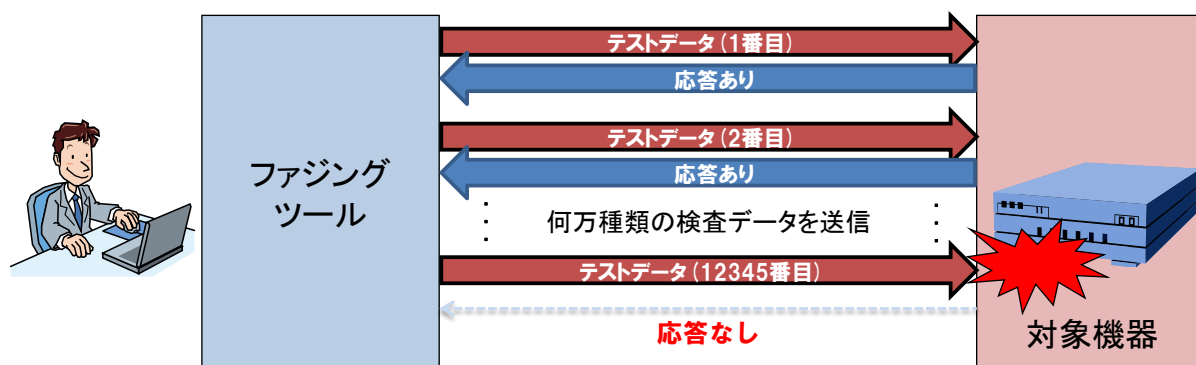 テストデータ(1番目)
応答あり
テストデータ(2番目)
応答あり
ファジング
ツール
何万種類の検査データを送信
テストデータ(12345番目)
応答なし
対象機器